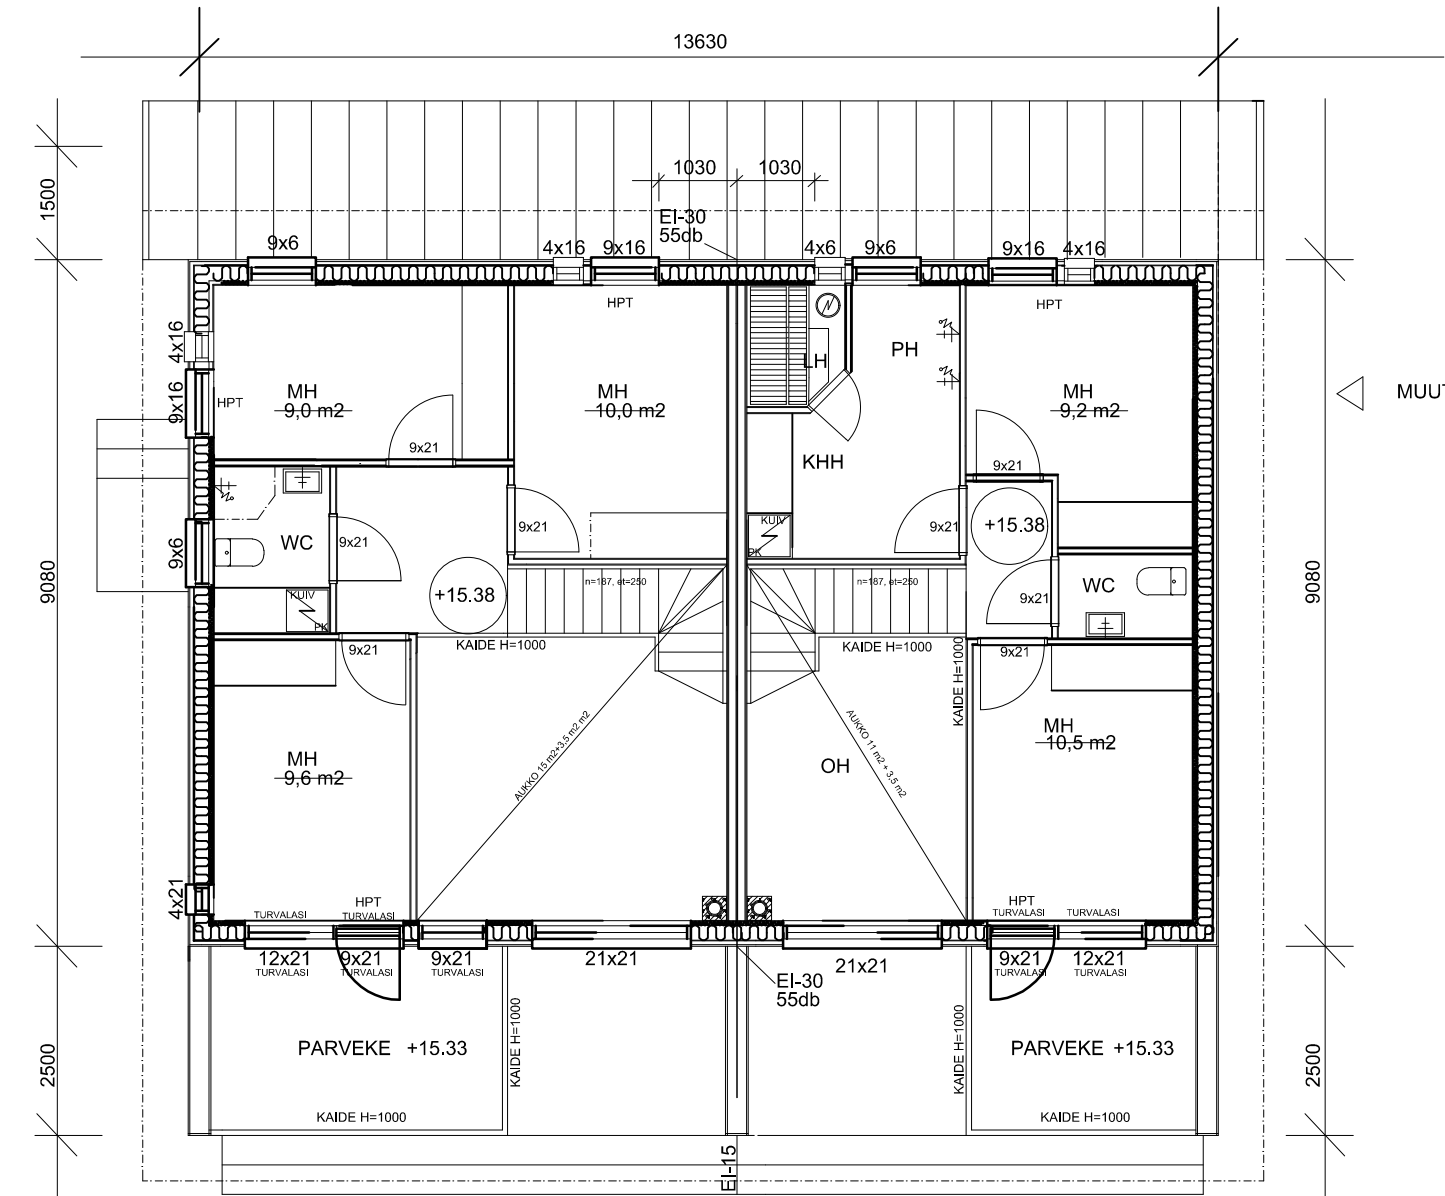 13630
1500
1030
1030
EI-30
55db
9x6
4x16
9x16
4x6
9x6
9x16
4x16
HPT
HPT
4x16
9x16
HPT
MH
9,0 m2
MH
10,0 m2
LH
PH
MH
9,2 m2
9x21
KHH
9x21
9x6
WC
9x21
9x21
KUIV
PK
9x21
+15.38
9080
9080
KUIV
PK
+15.38
n=187, et=250
n=187, et=250
WC
9x21
KAIDE H=1000
KAIDE H=1000
KAIDE H=1000
9x21
9x21
MH
9,6 m2
AUKKO 15 m2+3.5 m2 m2
OH
AUKKO 11 m2 + 3,5 m2
MH
10,5 m2
4x21
TURVALASI
HPT
TURVALASI
HPT
TURVALASI
TURVALASI
12x21
TURVALASI
9x21
TURVALASI
9x21
TURVALASI
21x21
21x21
9x21
TURVALASI
12x21
TURVALASI
EI-30
55db
2500
PARVEKE +15.33
KAIDE H=1000
KAIDE H=1000
PARVEKE +15.33
2500
KAIDE H=1000
KAIDE H=1000
EI-15